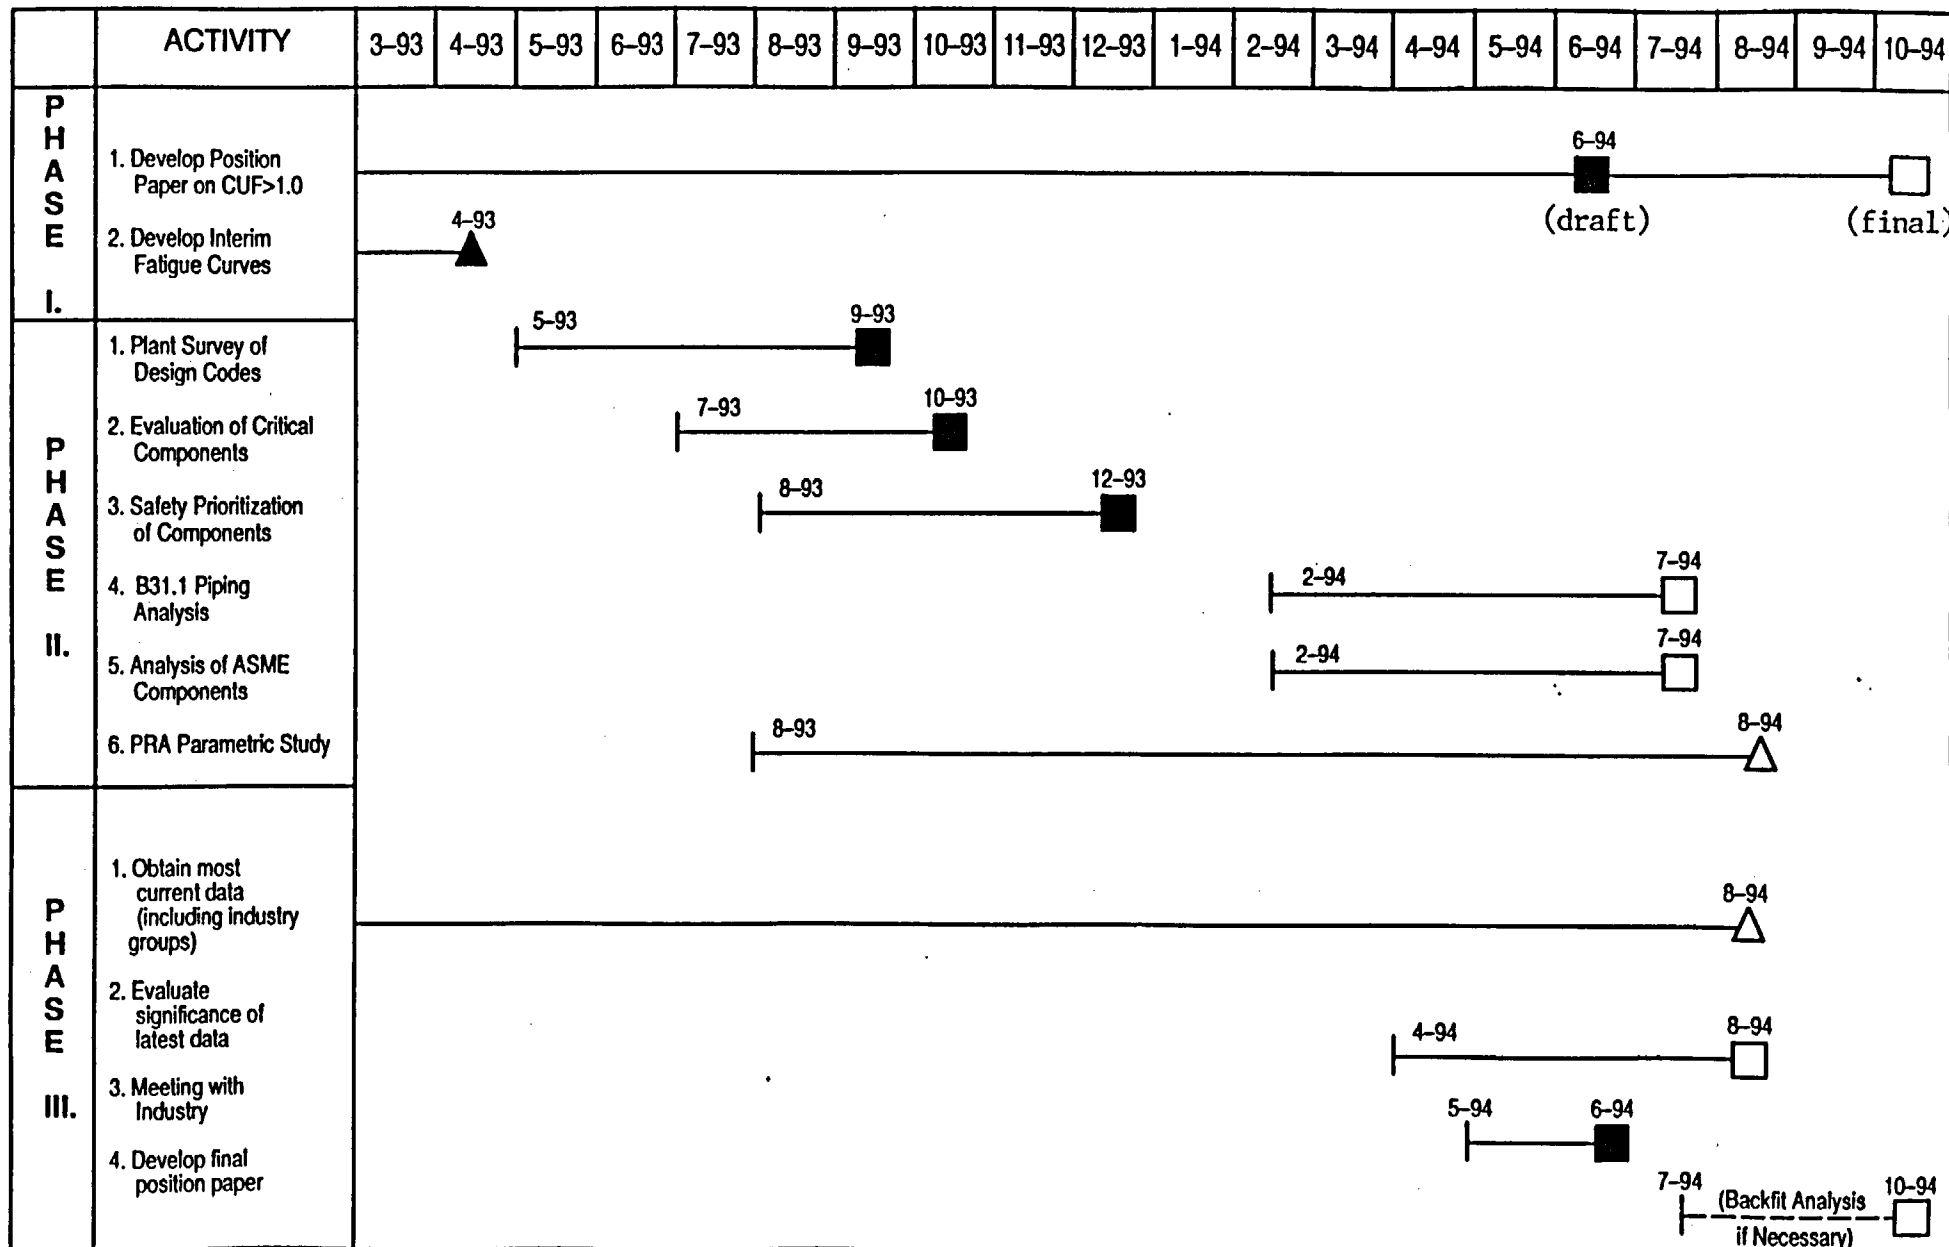 ACTIVITY 3–93 4–93 5–93 6–93 7–93 8–93 9–93 10–93 11–93 12–93 1–94 2–94 3–94 4–94 5–94 6–94 7–94 8–94 9–94 10–94
PHASE I.
1. Develop Position
Paper on CUF>1.0
6–94
(draft)
(final)
2. Develop Interim
Fatigue Curves
4–93
PHASE II.
1. Plant Survey of
Design Codes
5–93 9–93
2. Evaluation of Critical
Components
7–93 10–93
3. Safety Prioritization
of Components
8–93 12–93
4. B31.1 Piping
Analysis
2–94 7–94
5. Analysis of ASME
Components
2–94 7–94
6. PRA Parametric Study
8–93 8–94
PHASE III.
1. Obtain most
current data
(including industry
groups)
8–94
2. Evaluate
significance of
latest data
4–94 8–94
3. Meeting with
Industry
5–94 6–94
4. Develop final
position paper
7–94 10–94
(Backfit Analysis
if Necessary)